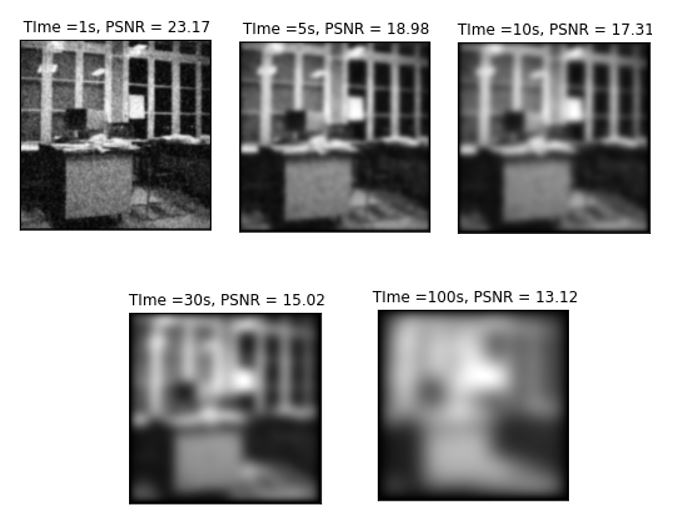 TIme =1s, PSNR = 23.17
TIme =5s, PSNR = 18.98
TIme =10s, PSNR = 17.31
TIme =30s, PSNR = 15.02
TIme =100s, PSNR = 13.12